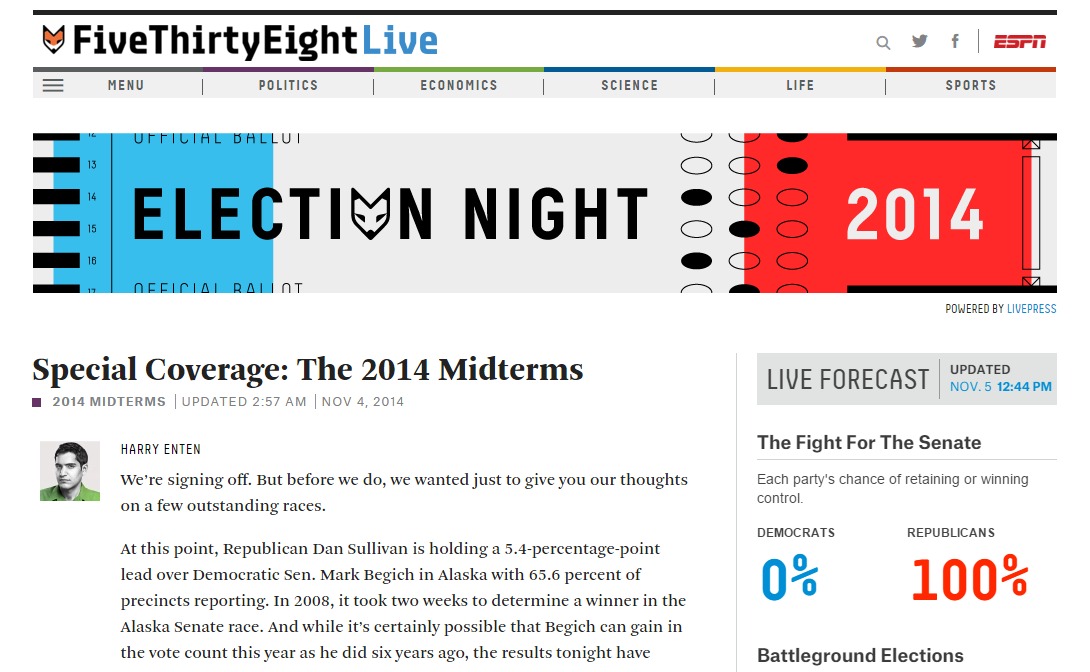 FiveThirtyEight Live
ESPN
MENU POLITICS ECONOMICS SCIENCE LIFE SPORTS
12 OFFICIAL BALLOT
13
14
ELECTION NIGHT 2014
15
16
17 OFFICIAL BALLOT
POWERED BY LIVEPRESS
Special Coverage: The 2014 Midterms
2014 MIDTERMS | UPDATED 2:57 AM | NOV 4, 2014
HARRY ENTEN
We're signing off. But before we do, we wanted just to give you our thoughts
on a few outstanding races.
At this point, Republican Dan Sullivan is holding a 5.4-percentage-point
lead over Democratic Sen. Mark Begich in Alaska with 65.6 percent of
precincts reporting. In 2008, it took two weeks to determine a winner in the
Alaska Senate race. And while it's certainly possible that Begich can gain in
the vote count this year as he did six years ago, the results tonight have
LIVE FORECAST
UPDATED
NOV. 5 12:44 PM
The Fight For The Senate
Each party's chance of retaining or winning
control.
DEMOCRATS REPUBLICANS
0% 100%
Battleground Elections